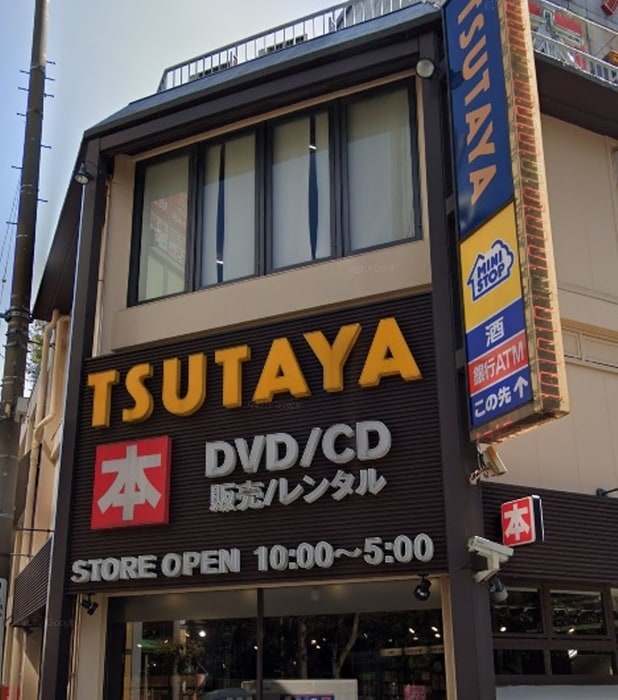 TSUTAYA
MINI
STOP
酒
銀行ATM
この先↑
TSUTAYA
本
DVD/CD
販売/レンタル
STORE OPEN 10:00～5:00
本